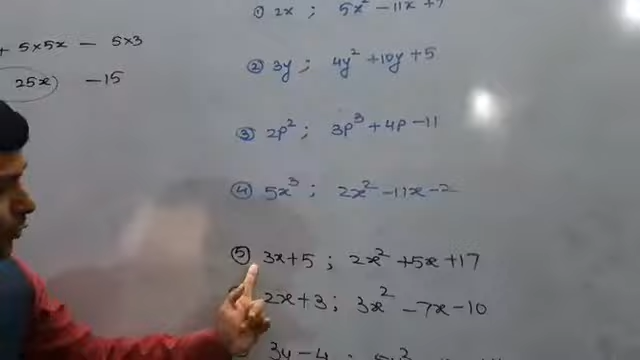 + 5×5x - 5×3
25x - 15
① 2x ; 5x² - 11x + 7
② 3y ; 4y² + 10y + 5
③ 2p² ; 3p³ + 4p - 11
④ 5x³ ; 2x² - 11x - 2
⑤ 3x+5 ; 2x² + 5x + 17
2x+3 ; 3x² - 7x - 10
3y - 4